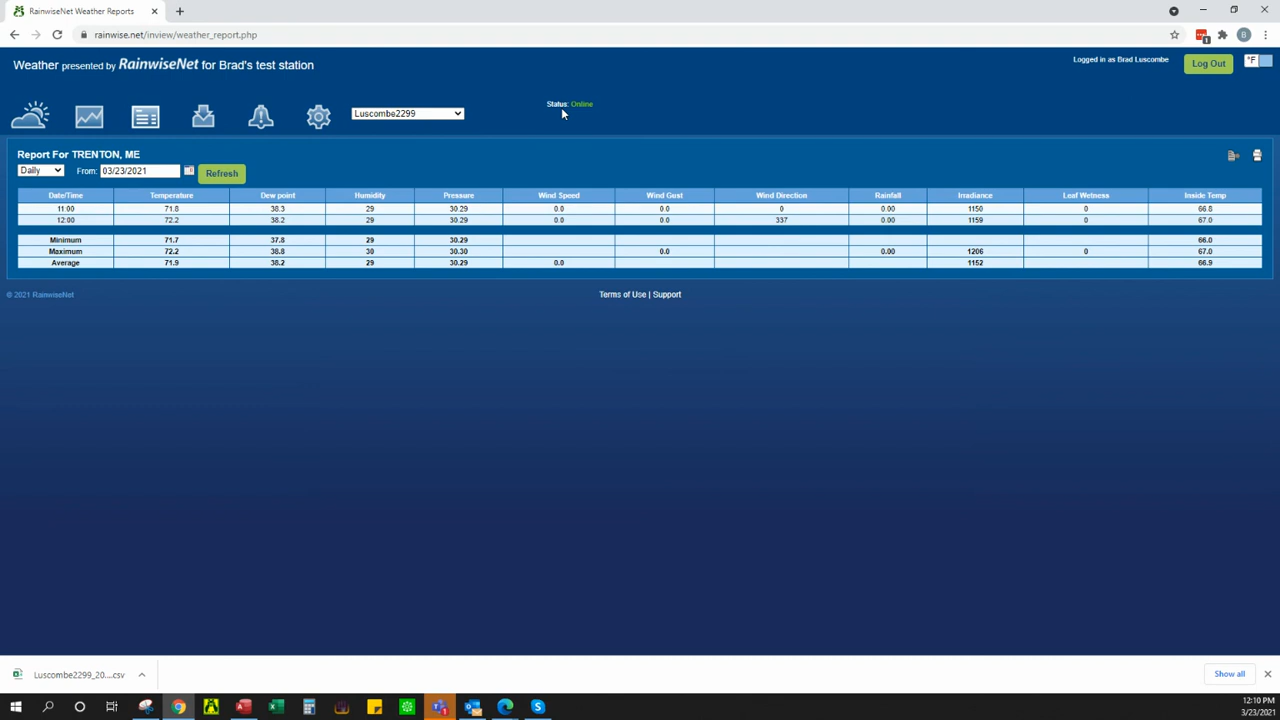 RainwiseNet Weather Reports
rainwise.net/inview/weather_report.php
B
1
Weather presented by RainwiseNet for Brad's test station
Logged in as Brad Luscombe
Log Out
°F
Luscombe2299
Status: Online
Report For TRENTON, ME
Daily From: 03/23/2021 Refresh
Date/Time Temperature Dew point Humidity Pressure Wind Speed Wind Gust Wind Direction Rainfall Irradiance Leaf Wetness Inside Temp
11:00 71.8 38.3 29 30.29 0.0 0.0 0 0.00 1150 0 66.8
12:00 72.2 38.2 29 30.29 0.0 0.0 337 0.00 1159 0 67.0
Minimum 71.7 37.8 29 30.29 66.0
Maximum 72.2 38.8 30 30.30 0.0 0.00 1206 0 67.0
Average 71.9 38.2 29 30.29 0.0 1152 66.9
© 2021 RainwiseNet
Terms of Use | Support
Luscombe2299_20....csv
Show all
12:10 PM
3/23/2021